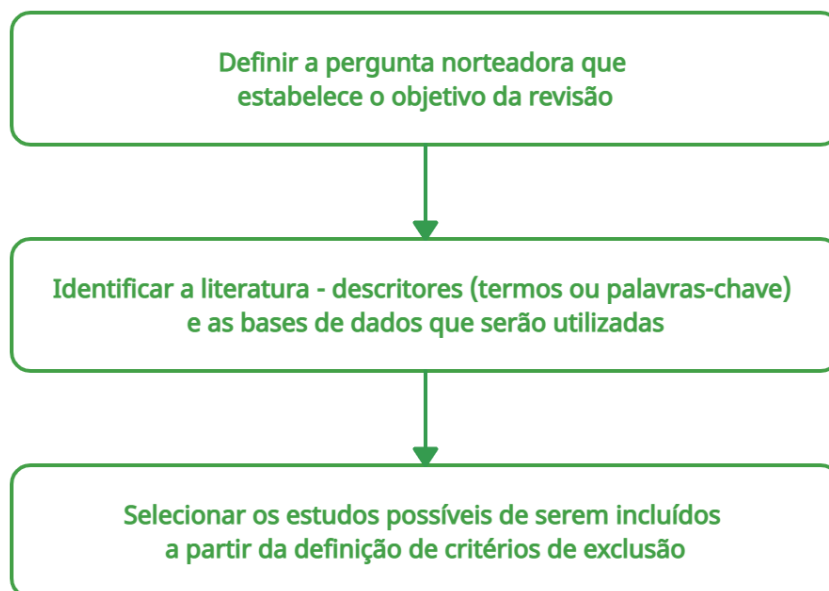 Definir a pergunta norteadora que
estabelece o objetivo da revisão
Identificar a literatura - descritores (termos ou palavras-chave)
e as bases de dados que serão utilizadas
Selecionar os estudos possíveis de serem incluídos
a partir da definição de critérios de exclusão